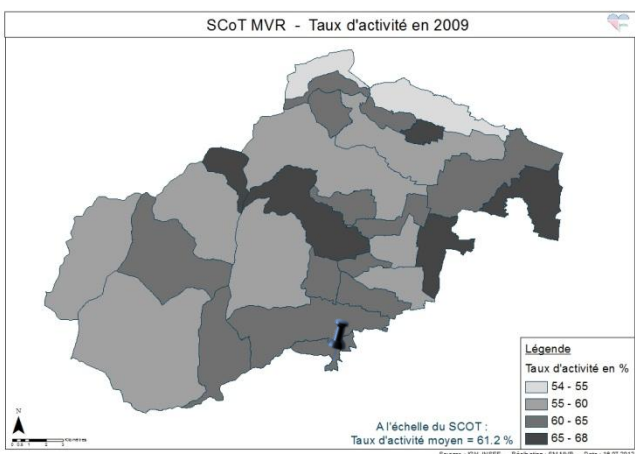 SCoT MVR - Taux d'activité en 2009
Légende
Taux d'activité en %
54 - 55
55 - 60
60 - 65
65 - 68
N
A l'échelle du SCOT :
Taux d'activité moyen = 61.2 %